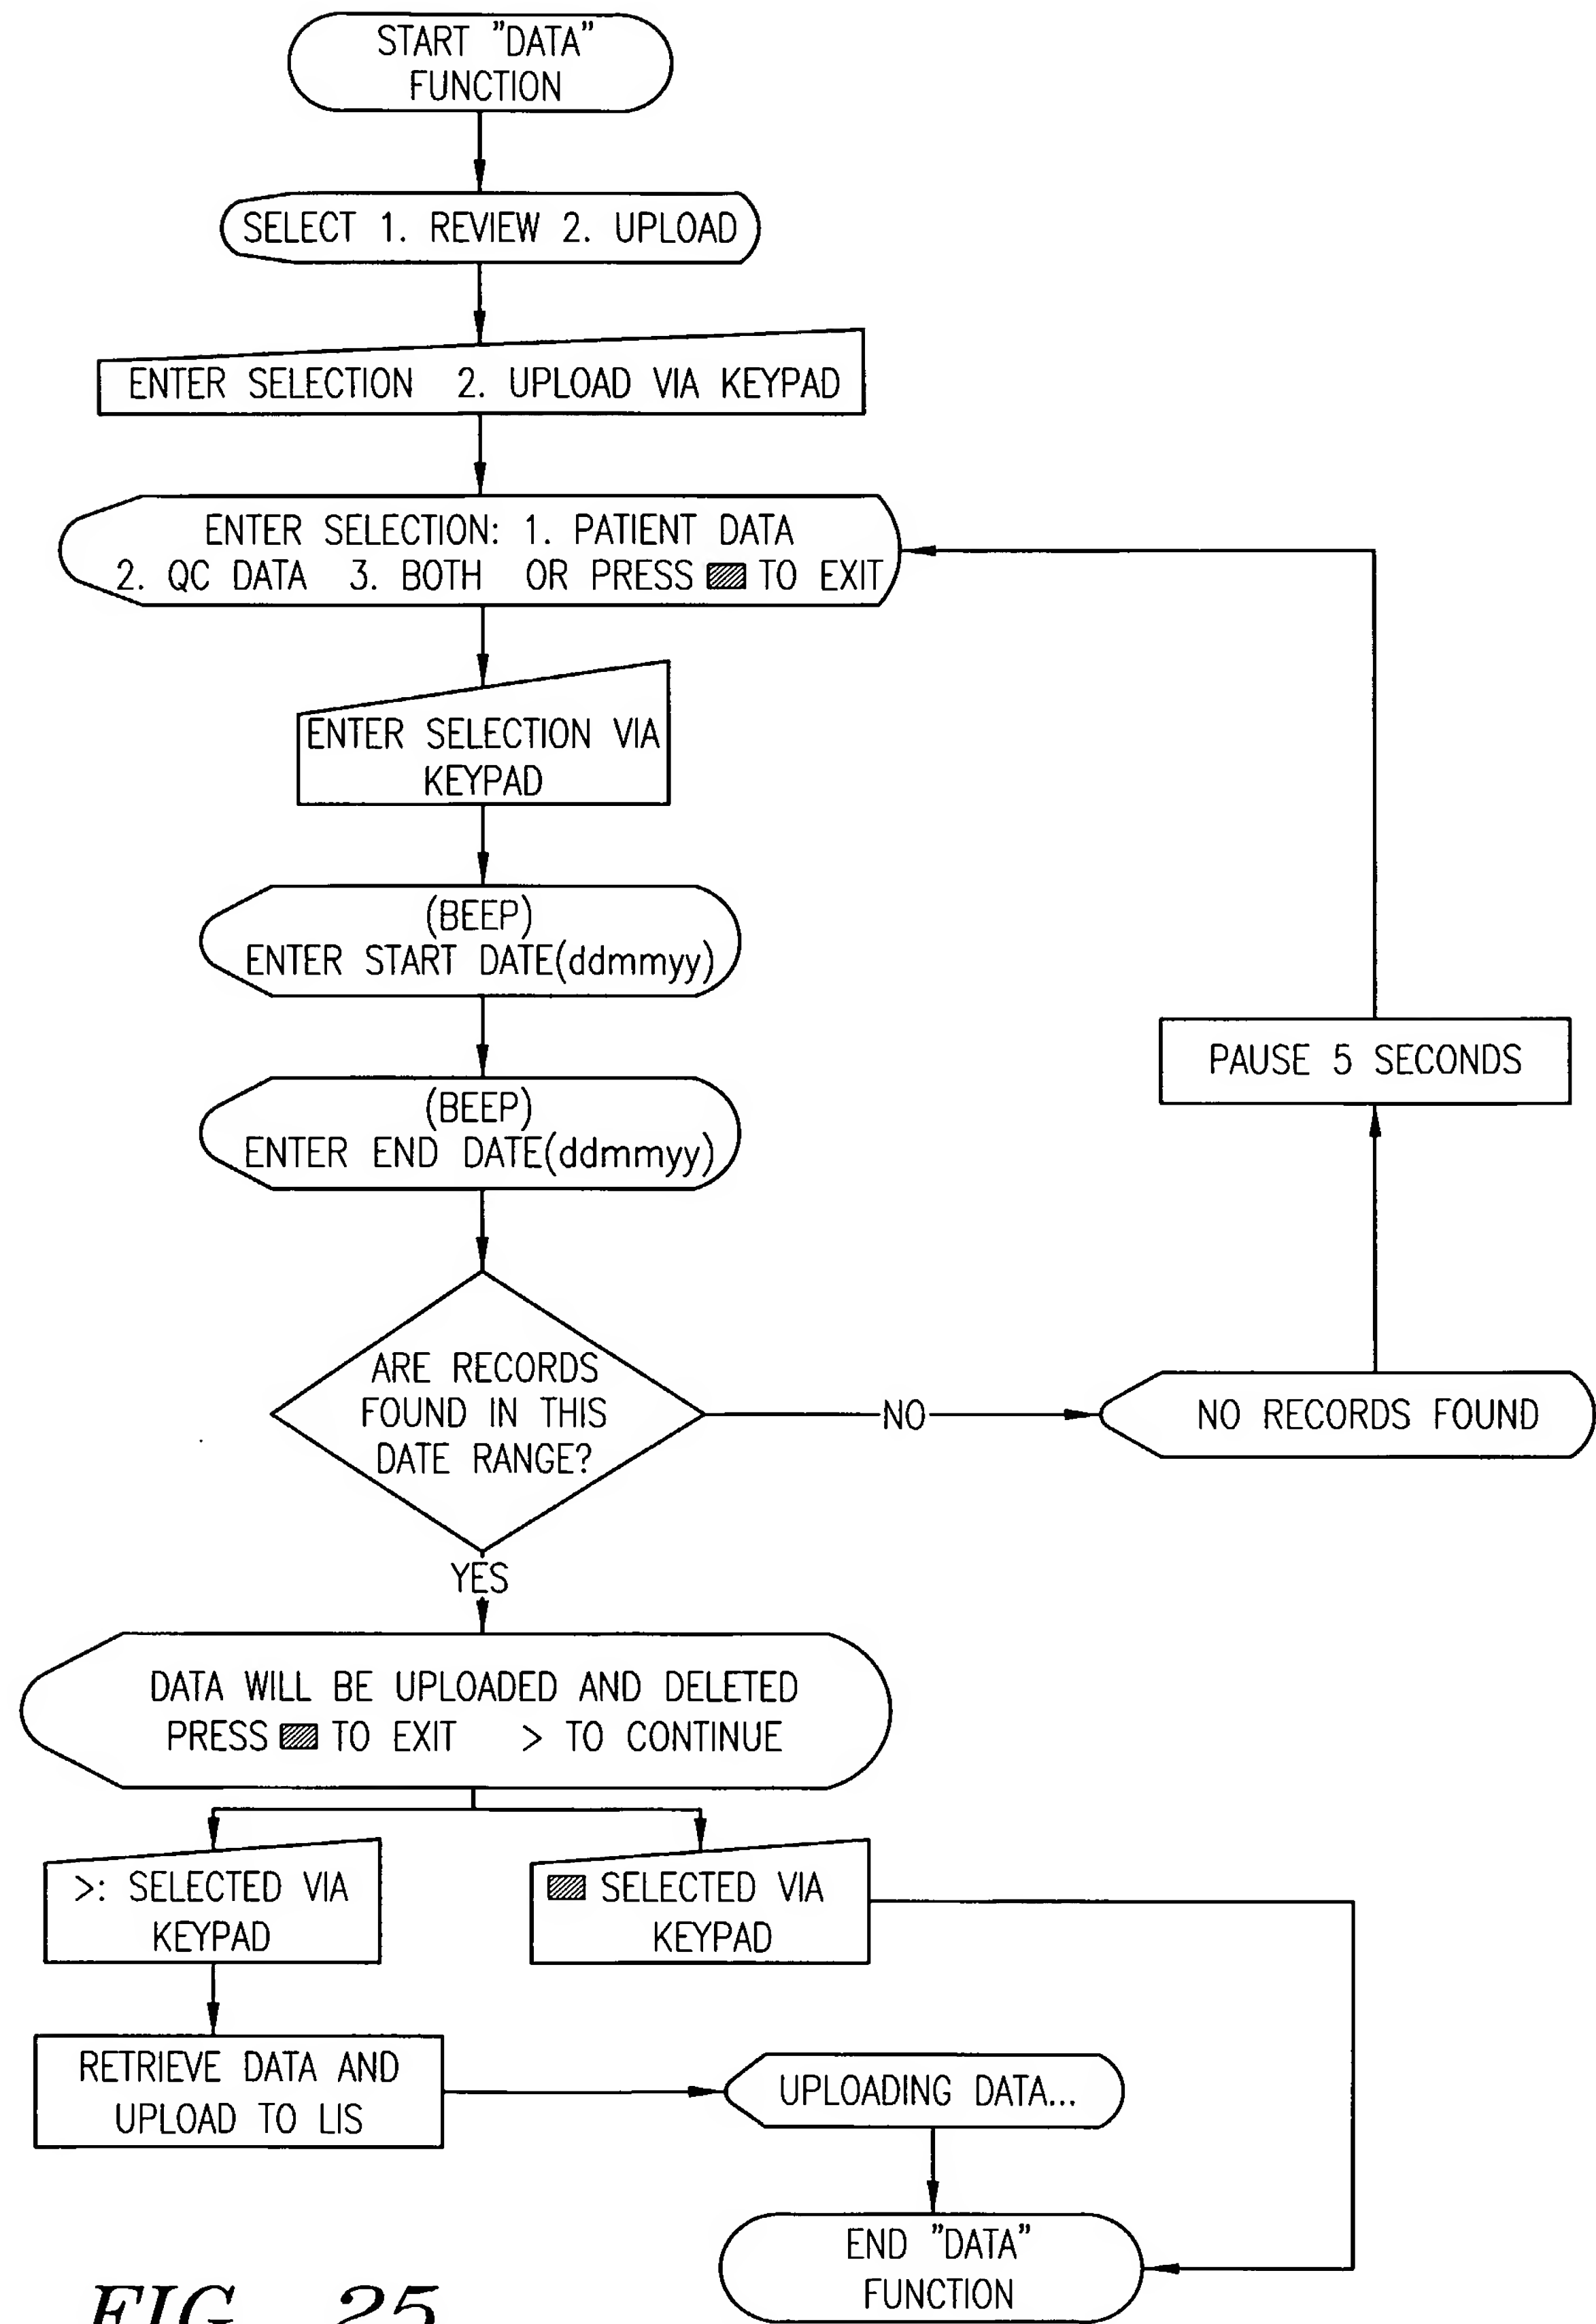 START "DATA"
FUNCTION
SELECT 1. REVIEW 2. UPLOAD
ENTER SELECTION 2. UPLOAD VIA KEYPAD
ENTER SELECTION: 1. PATIENT DATA
2. QC DATA 3. BOTH OR PRESS TO EXIT
ENTER SELECTION VIA
KEYPAD
(BEEP)
ENTER START DATE(ddmmyy)
(BEEP)
ENTER END DATE(ddmmyy)
PAUSE 5 SECONDS
ARE RECORDS
FOUND IN THIS
DATE RANGE?
NO
NO RECORDS FOUND
YES
DATA WILL BE UPLOADED AND DELETED
PRESS TO EXIT > TO CONTINUE
>: SELECTED VIA
KEYPAD
SELECTED VIA
KEYPAD
RETRIEVE DATA AND
UPLOAD TO LIS
UPLOADING DATA...
END "DATA"
FUNCTION
FIG. 25